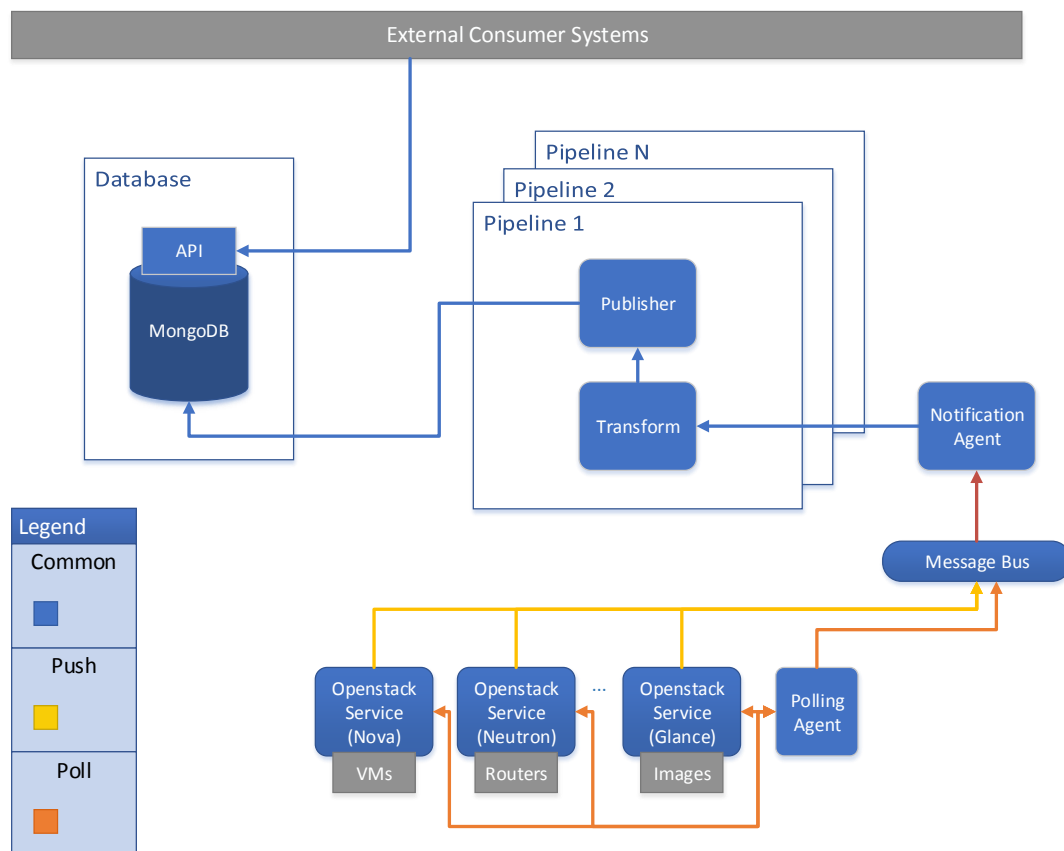 External Consumer Systems
Pipeline N
Pipeline 2
Pipeline 1
Database
API
MongoDB
Publisher
Transform
Notification
Agent
Message Bus
Legend
Common
Push
Poll
Openstack
Service
(Nova)
VMs
Openstack
Service
(Neutron)
Routers
...
Openstack
Service
(Glance)
Images
Polling
Agent